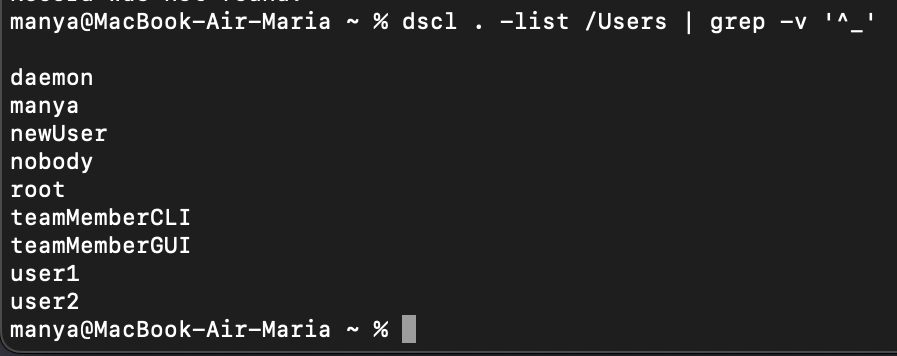 manya@MacBook-Air-Maria ~ % dscl . -list /Users | grep -v '^_'
daemon
manya
newUser
nobody
root
teamMemberCLI
teamMemberGUI
user1
user2
manya@MacBook-Air-Maria ~ %